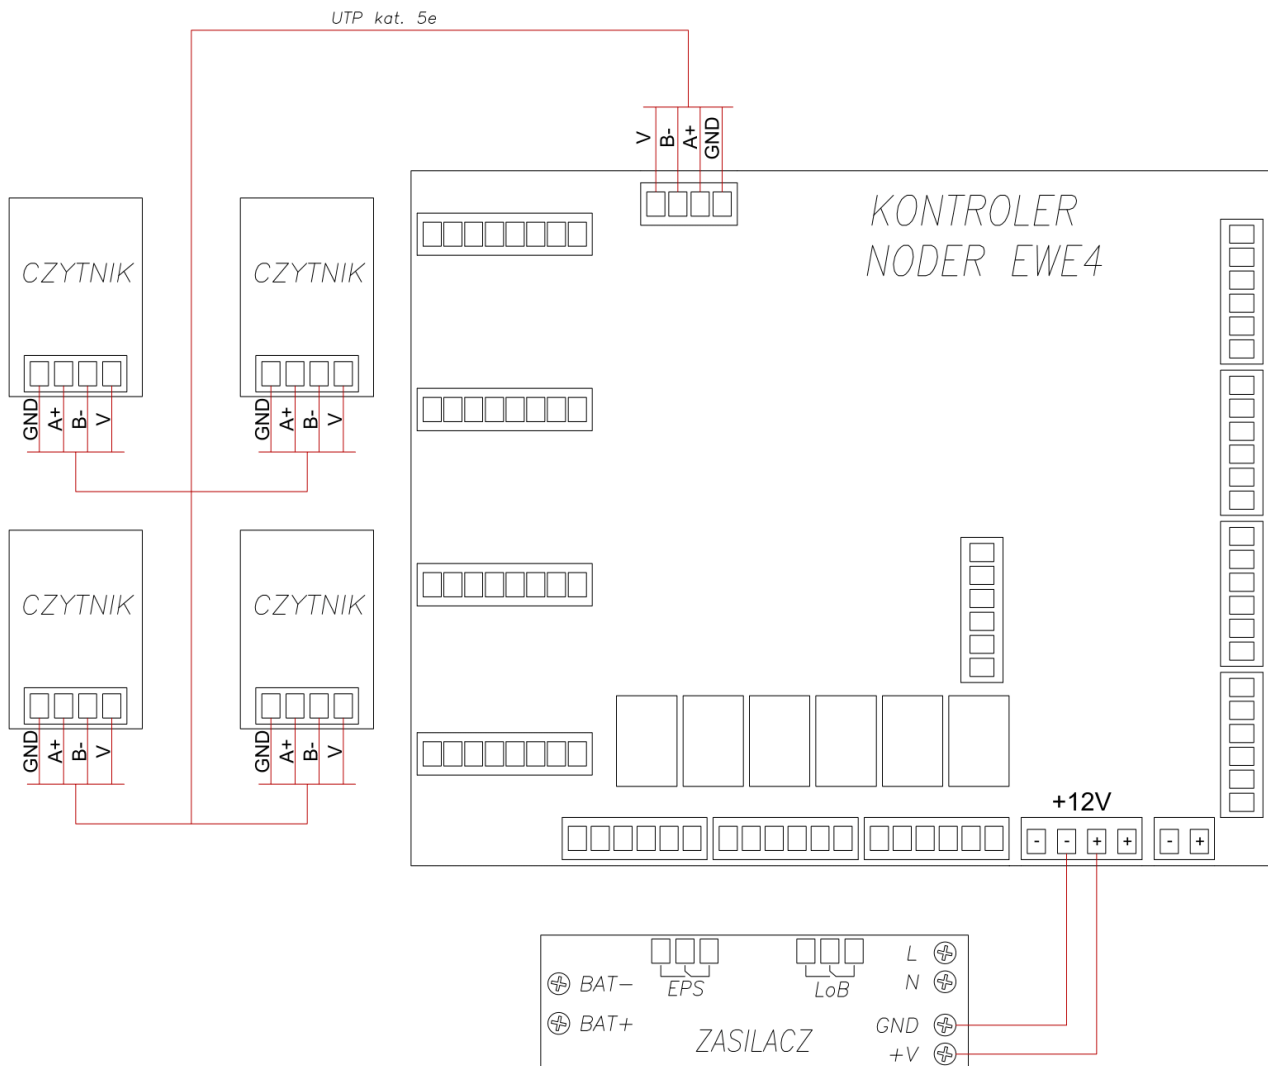 UTP kat. 5e
V
B-
A+
GND
KONTROLER
NODER EWE4
CZYTNIK
CZYTNIK
GND
A+
B-
V
GND
A+
B-
V
CZYTNIK
CZYTNIK
GND
A+
B-
V
GND
A+
B-
V
+12V
- - + +
- +
L
N
BAT-
EPS
LoB
BAT+
GND
ZASILACZ
+V